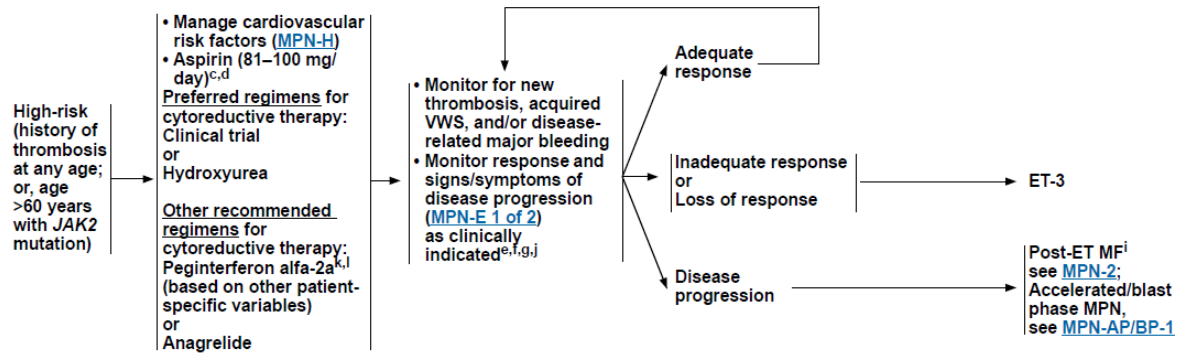 High-risk
(history of
thrombosis
at any age;
or, age
>60 years
with JAK2
mutation)
• Manage cardiovascular
risk factors (MPN-H)
• Aspirin (81–100 mg/
day)c,d
Preferred regimens for
cytoreductive therapy:
Clinical trial
or
Hydroxyurea
Other recommended
regimens for
cytoreductive therapy:
Peginterferon alfa-2ak,l
(based on other patient-
specific variables)
or
Anagrelide
• Monitor for new
thrombosis, acquired
VWS, and/or disease-
related major bleeding
• Monitor response and
signs/symptoms of
disease progression
(MPN-E 1 of 2)
as clinically
indicatede,f,g,j
Adequate
response
Inadequate response
or
Loss of response
ET-3
Disease
progression
Post-ET MFi
see MPN-2;
Accelerated/blast
phase MPN,
see MPN-AP/BP-1